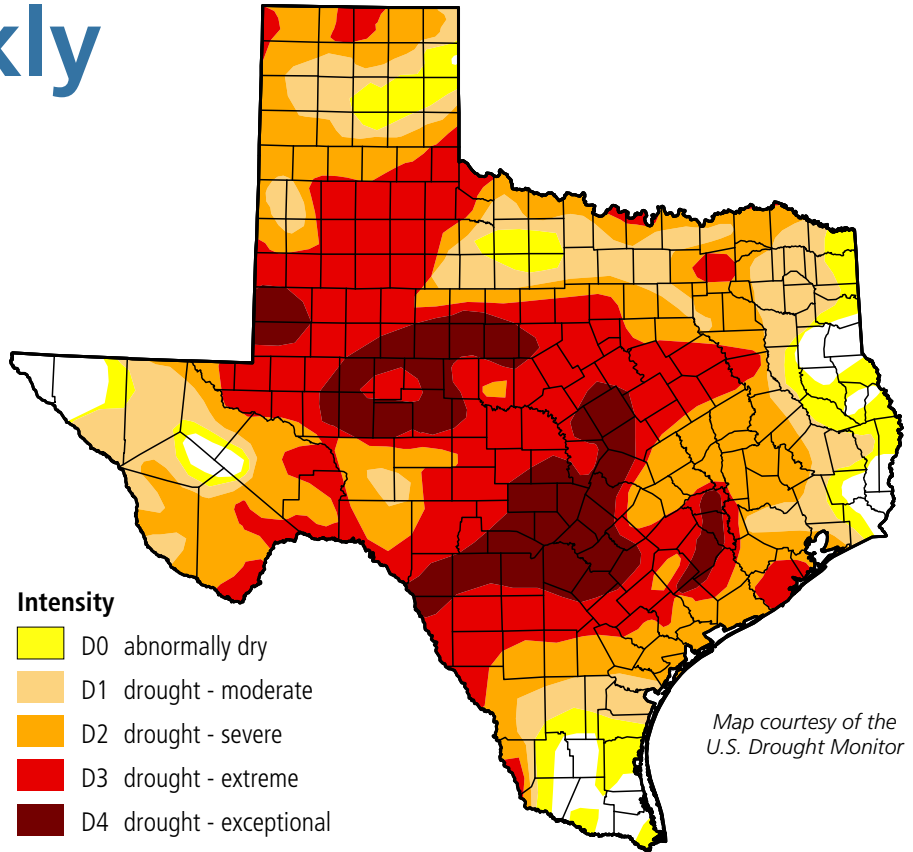 kly
Intensity
D0 abnormally dry
D1 drought - moderate
D2 drought - severe
D3 drought - extreme
D4 drought - exceptional
Map courtesy of the
U.S. Drought Monitor